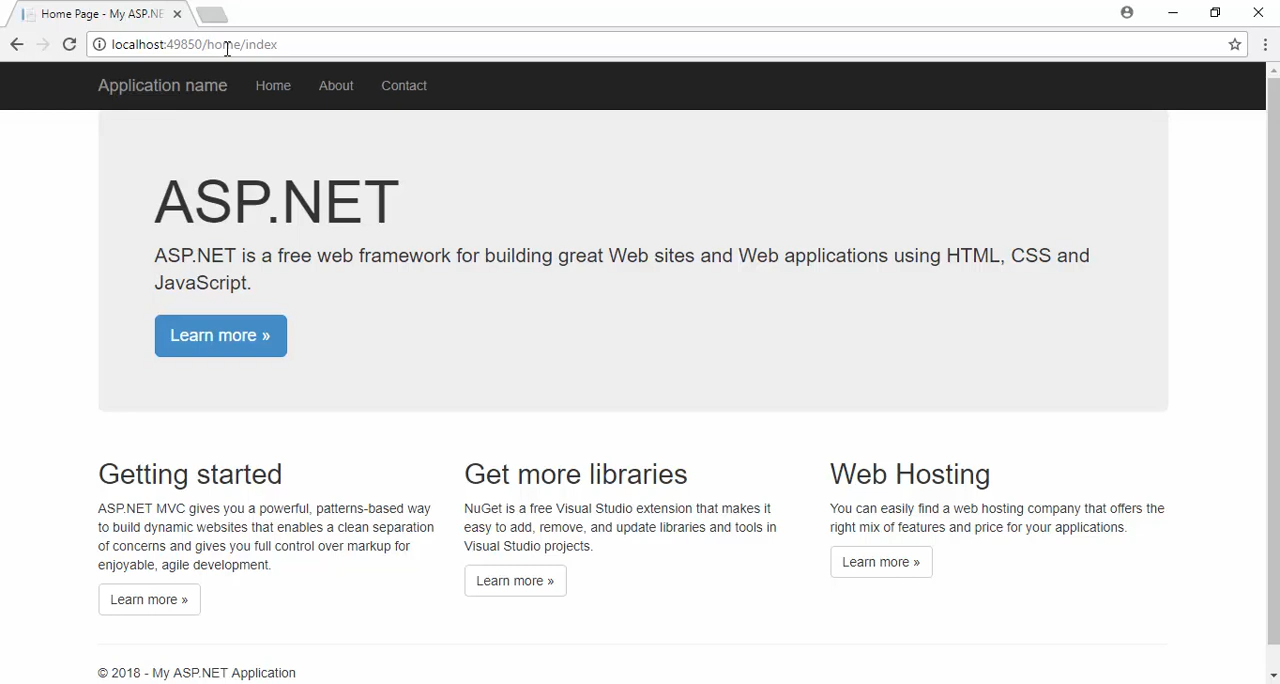 Home Page - My ASP.NE
localhost:49850/home/index
Application name Home About Contact
ASP.NET
ASP.NET is a free web framework for building great Web sites and Web applications using HTML, CSS and
JavaScript.
Learn more »
Getting started
ASP.NET MVC gives you a powerful, patterns-based way
to build dynamic websites that enables a clean separation
of concerns and gives you full control over markup for
enjoyable, agile development.
Learn more »
Get more libraries
NuGet is a free Visual Studio extension that makes it
easy to add, remove, and update libraries and tools in
Visual Studio projects.
Learn more »
Web Hosting
You can easily find a web hosting company that offers the
right mix of features and price for your applications.
Learn more »
© 2018 - My ASP.NET Application